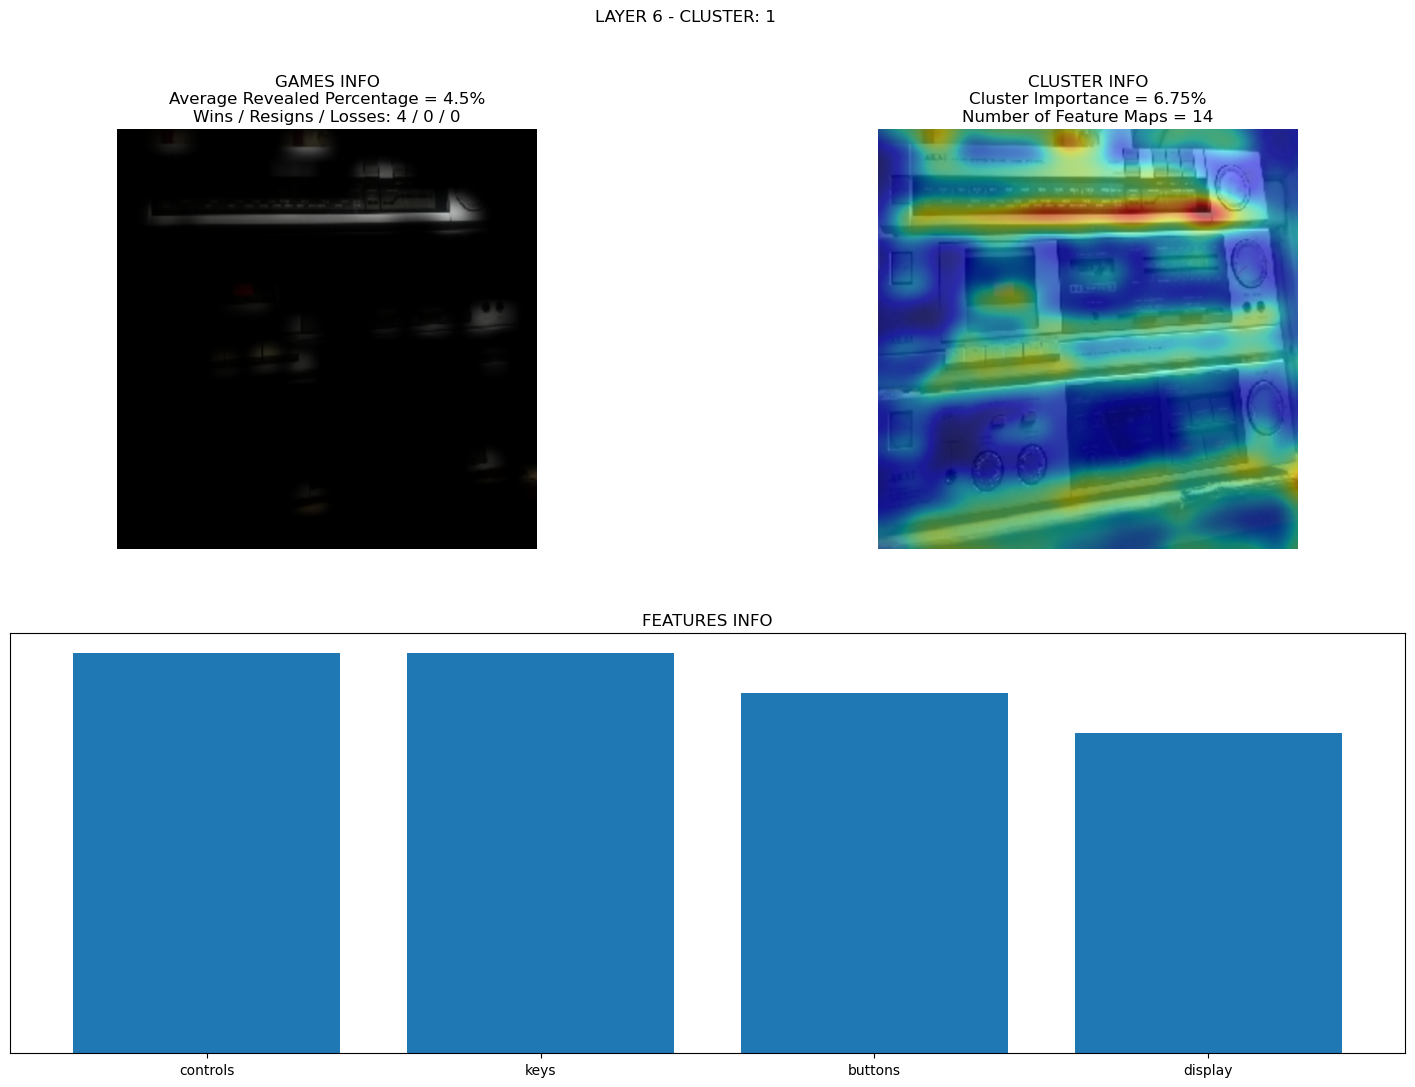 LAYER 6 - CLUSTER: 1
GAMES INFO
Average Revealed Percentage = 4.5%
Wins / Resigns / Losses: 4 / 0 / 0
CLUSTER INFO
Cluster Importance = 6.75%
Number of Feature Maps = 14
AKAI
FEATURES INFO
controls
keys
buttons
display